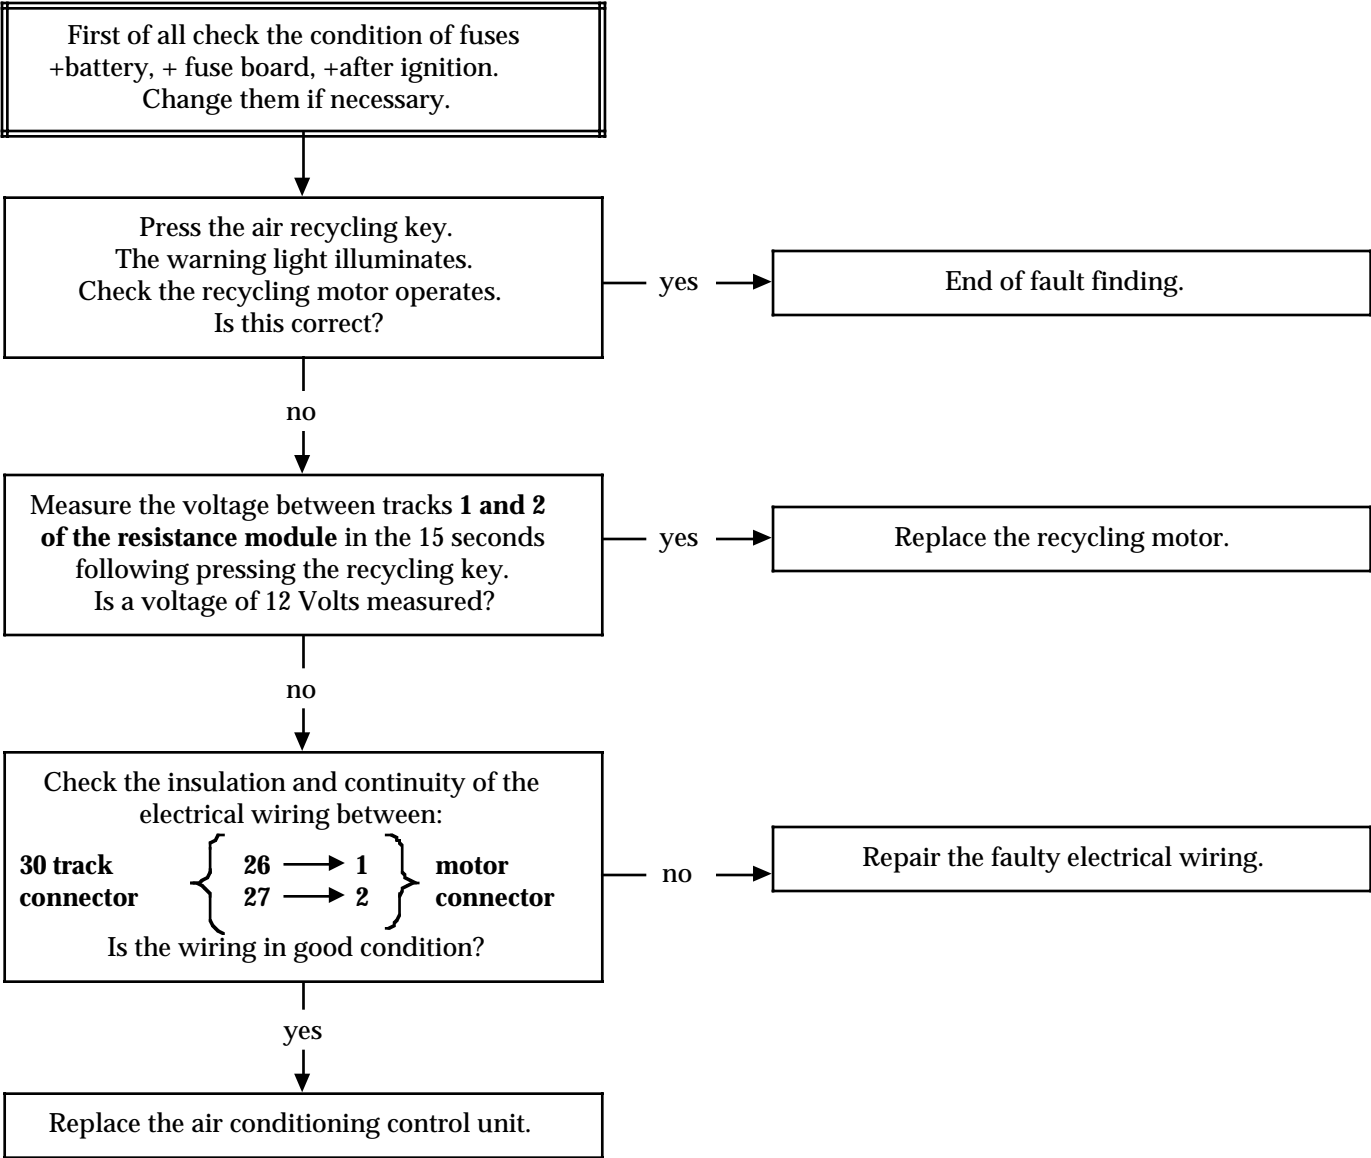 First of all check the condition of fuses
+battery, + fuse board, +after ignition.
Change them if necessary.
Press the air recycling key.
The warning light illuminates.
Check the recycling motor operates.
Is this correct?
yes
End of fault finding.
no
Measure the voltage between tracks 1 and 2
of the resistance module in the 15 seconds
following pressing the recycling key.
Is a voltage of 12 Volts measured?
yes
Replace the recycling motor.
no
Check the insulation and continuity of the
electrical wiring between:
30 track 26 1 motor
connector 27 2 connector
Is the wiring in good condition?
no
Repair the faulty electrical wiring.
yes
Replace the air conditioning control unit.